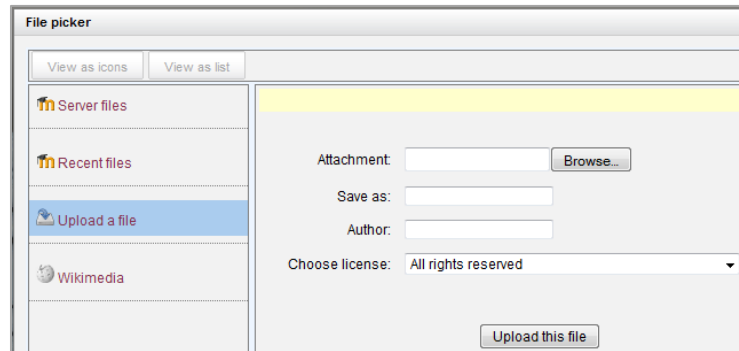 File picker
View as icons View as list
Server files
Recent files
Upload a file
Wikimedia
Attachment: Browse...
Save as:
Author:
Choose license: All rights reserved
Upload this file